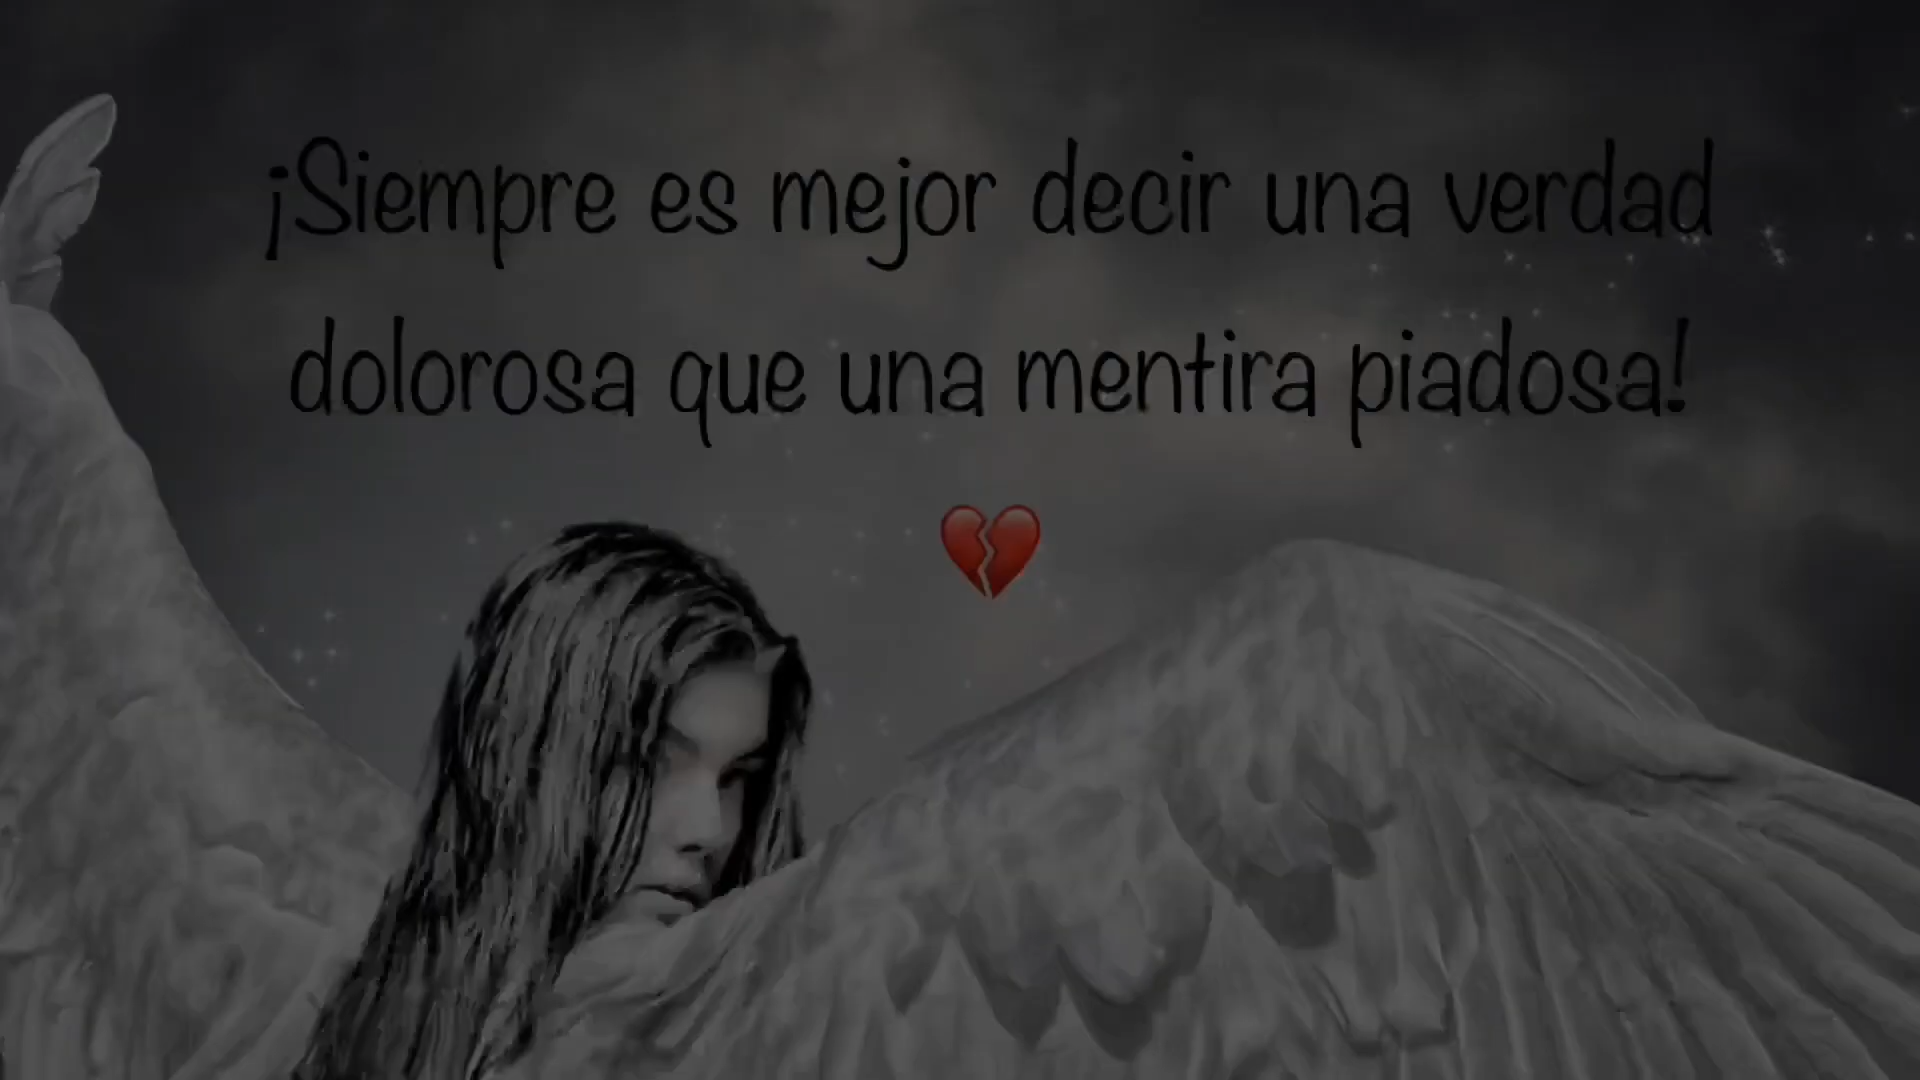 ¡Siempre es mejor decir una verdad
dolorosa que una mentira piadosa!
💔